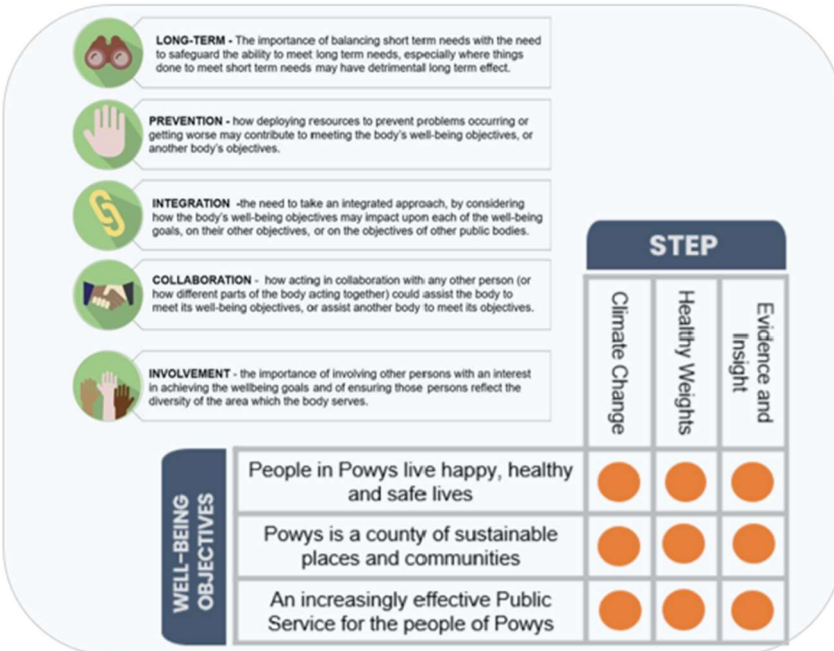 LONG-TERM - The importance of balancing short term needs with the need
to safeguard the ability to meet long term needs, especially where things
done to meet short term needs may have detrimental long term effect.
PREVENTION - how deploying resources to prevent problems occurring or
getting worse may contribute to meeting the body's well-being objectives, or
another body's objectives.
INTEGRATION -the need to take an integrated approach, by considering
how the body's well-being objectives may impact upon each of the well-being
goals, on their other objectives, or on the objectives of other public bodies.
COLLABORATION - how acting in collaboration with any other person (or
how different parts of the body acting together) could assist the body to
meet its well-being objectives, or assist another body to meet its objectives.
INVOLVEMENT - the importance of involving other persons with an interest
in achieving the wellbeing goals and of ensuring those persons reflect the
diversity of the area which the body serves.
STEP
Climate Change
Healthy Weights
Evidence and
Insight
WELL-BEING
OBJECTIVES
People in Powys live happy, healthy
and safe lives
Powys is a county of sustainable
places and communities
An increasingly effective Public
Service for the people of Powys